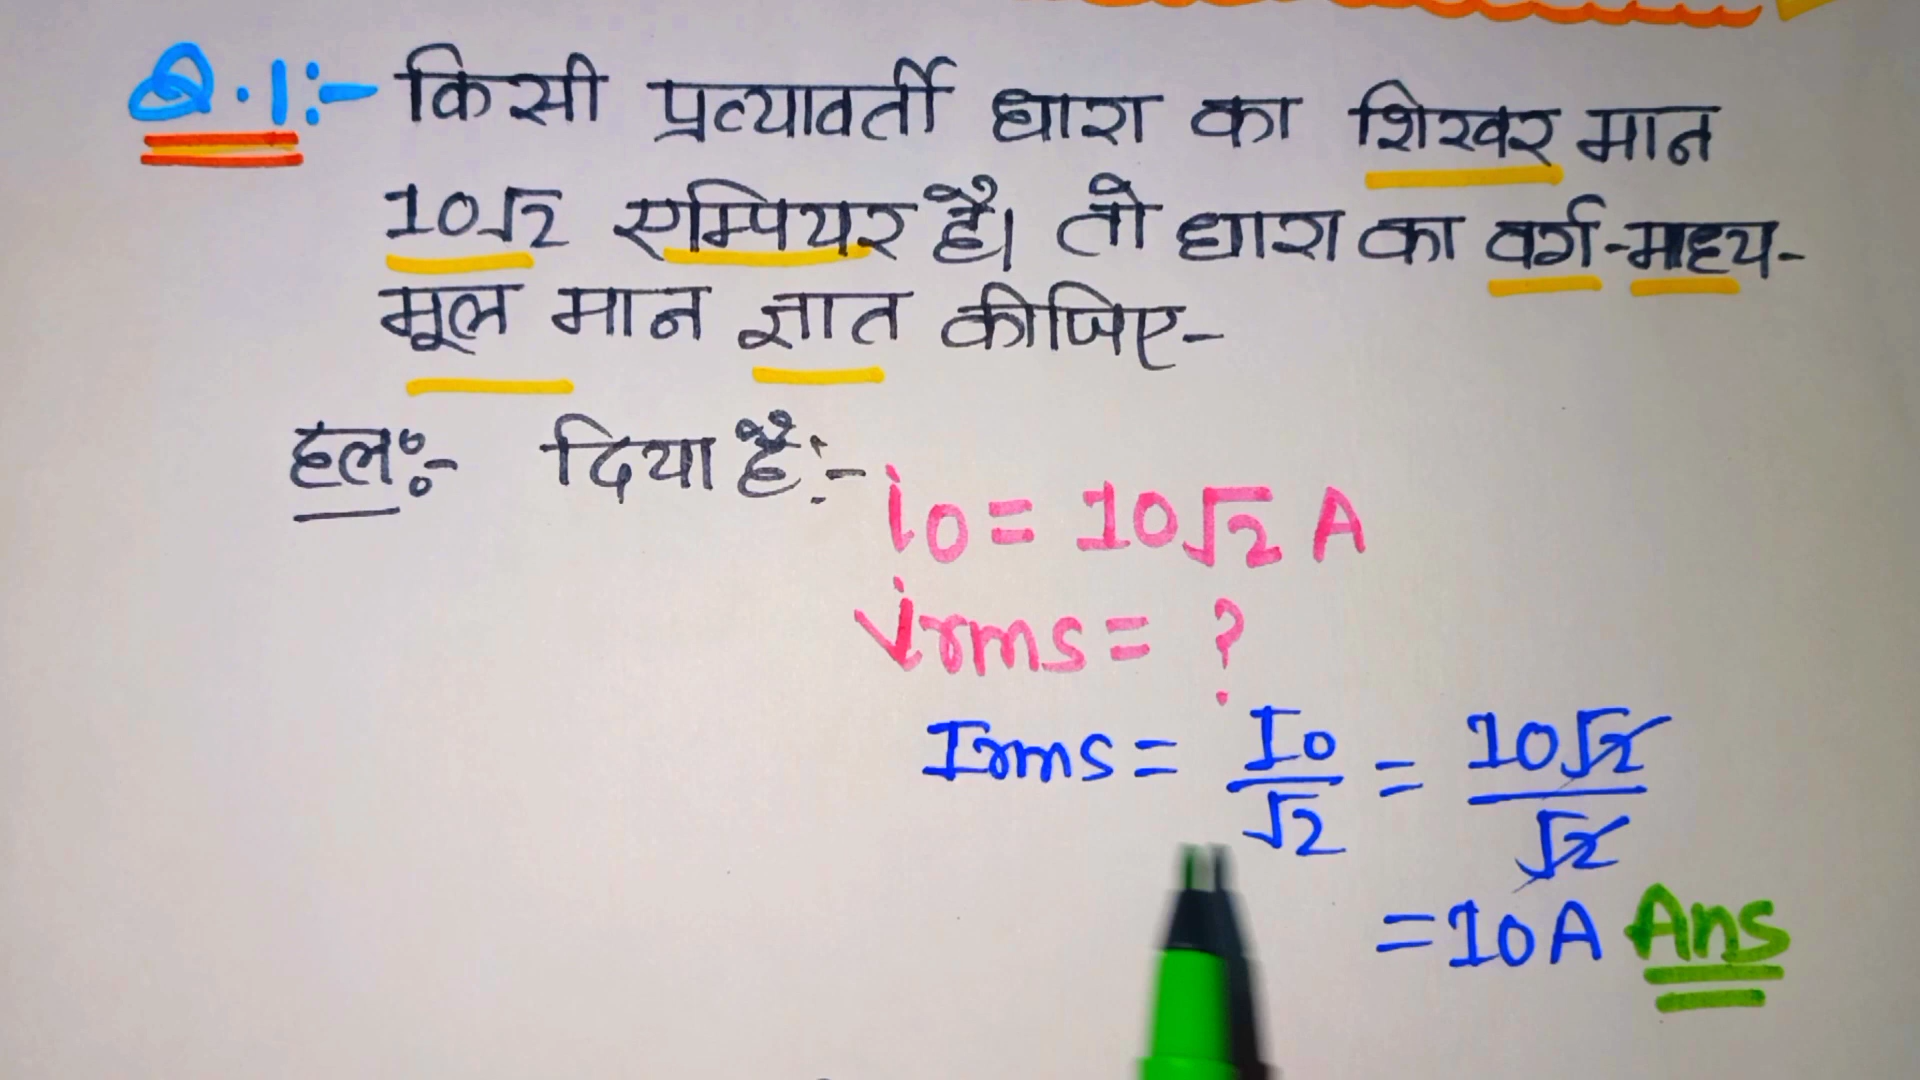 Q.1:- किसी प्रत्यावर्ती धारा का शिखर मान
10√2 एम्पियर है। तो धारा का वर्ग-माध्य-
मूल मान ज्ञात कीजिए-
हलः- दिया है:-
i0 = 10√2 A
irms = ?
Irms = I0/√2 = 10√2/√2
= 10A Ans